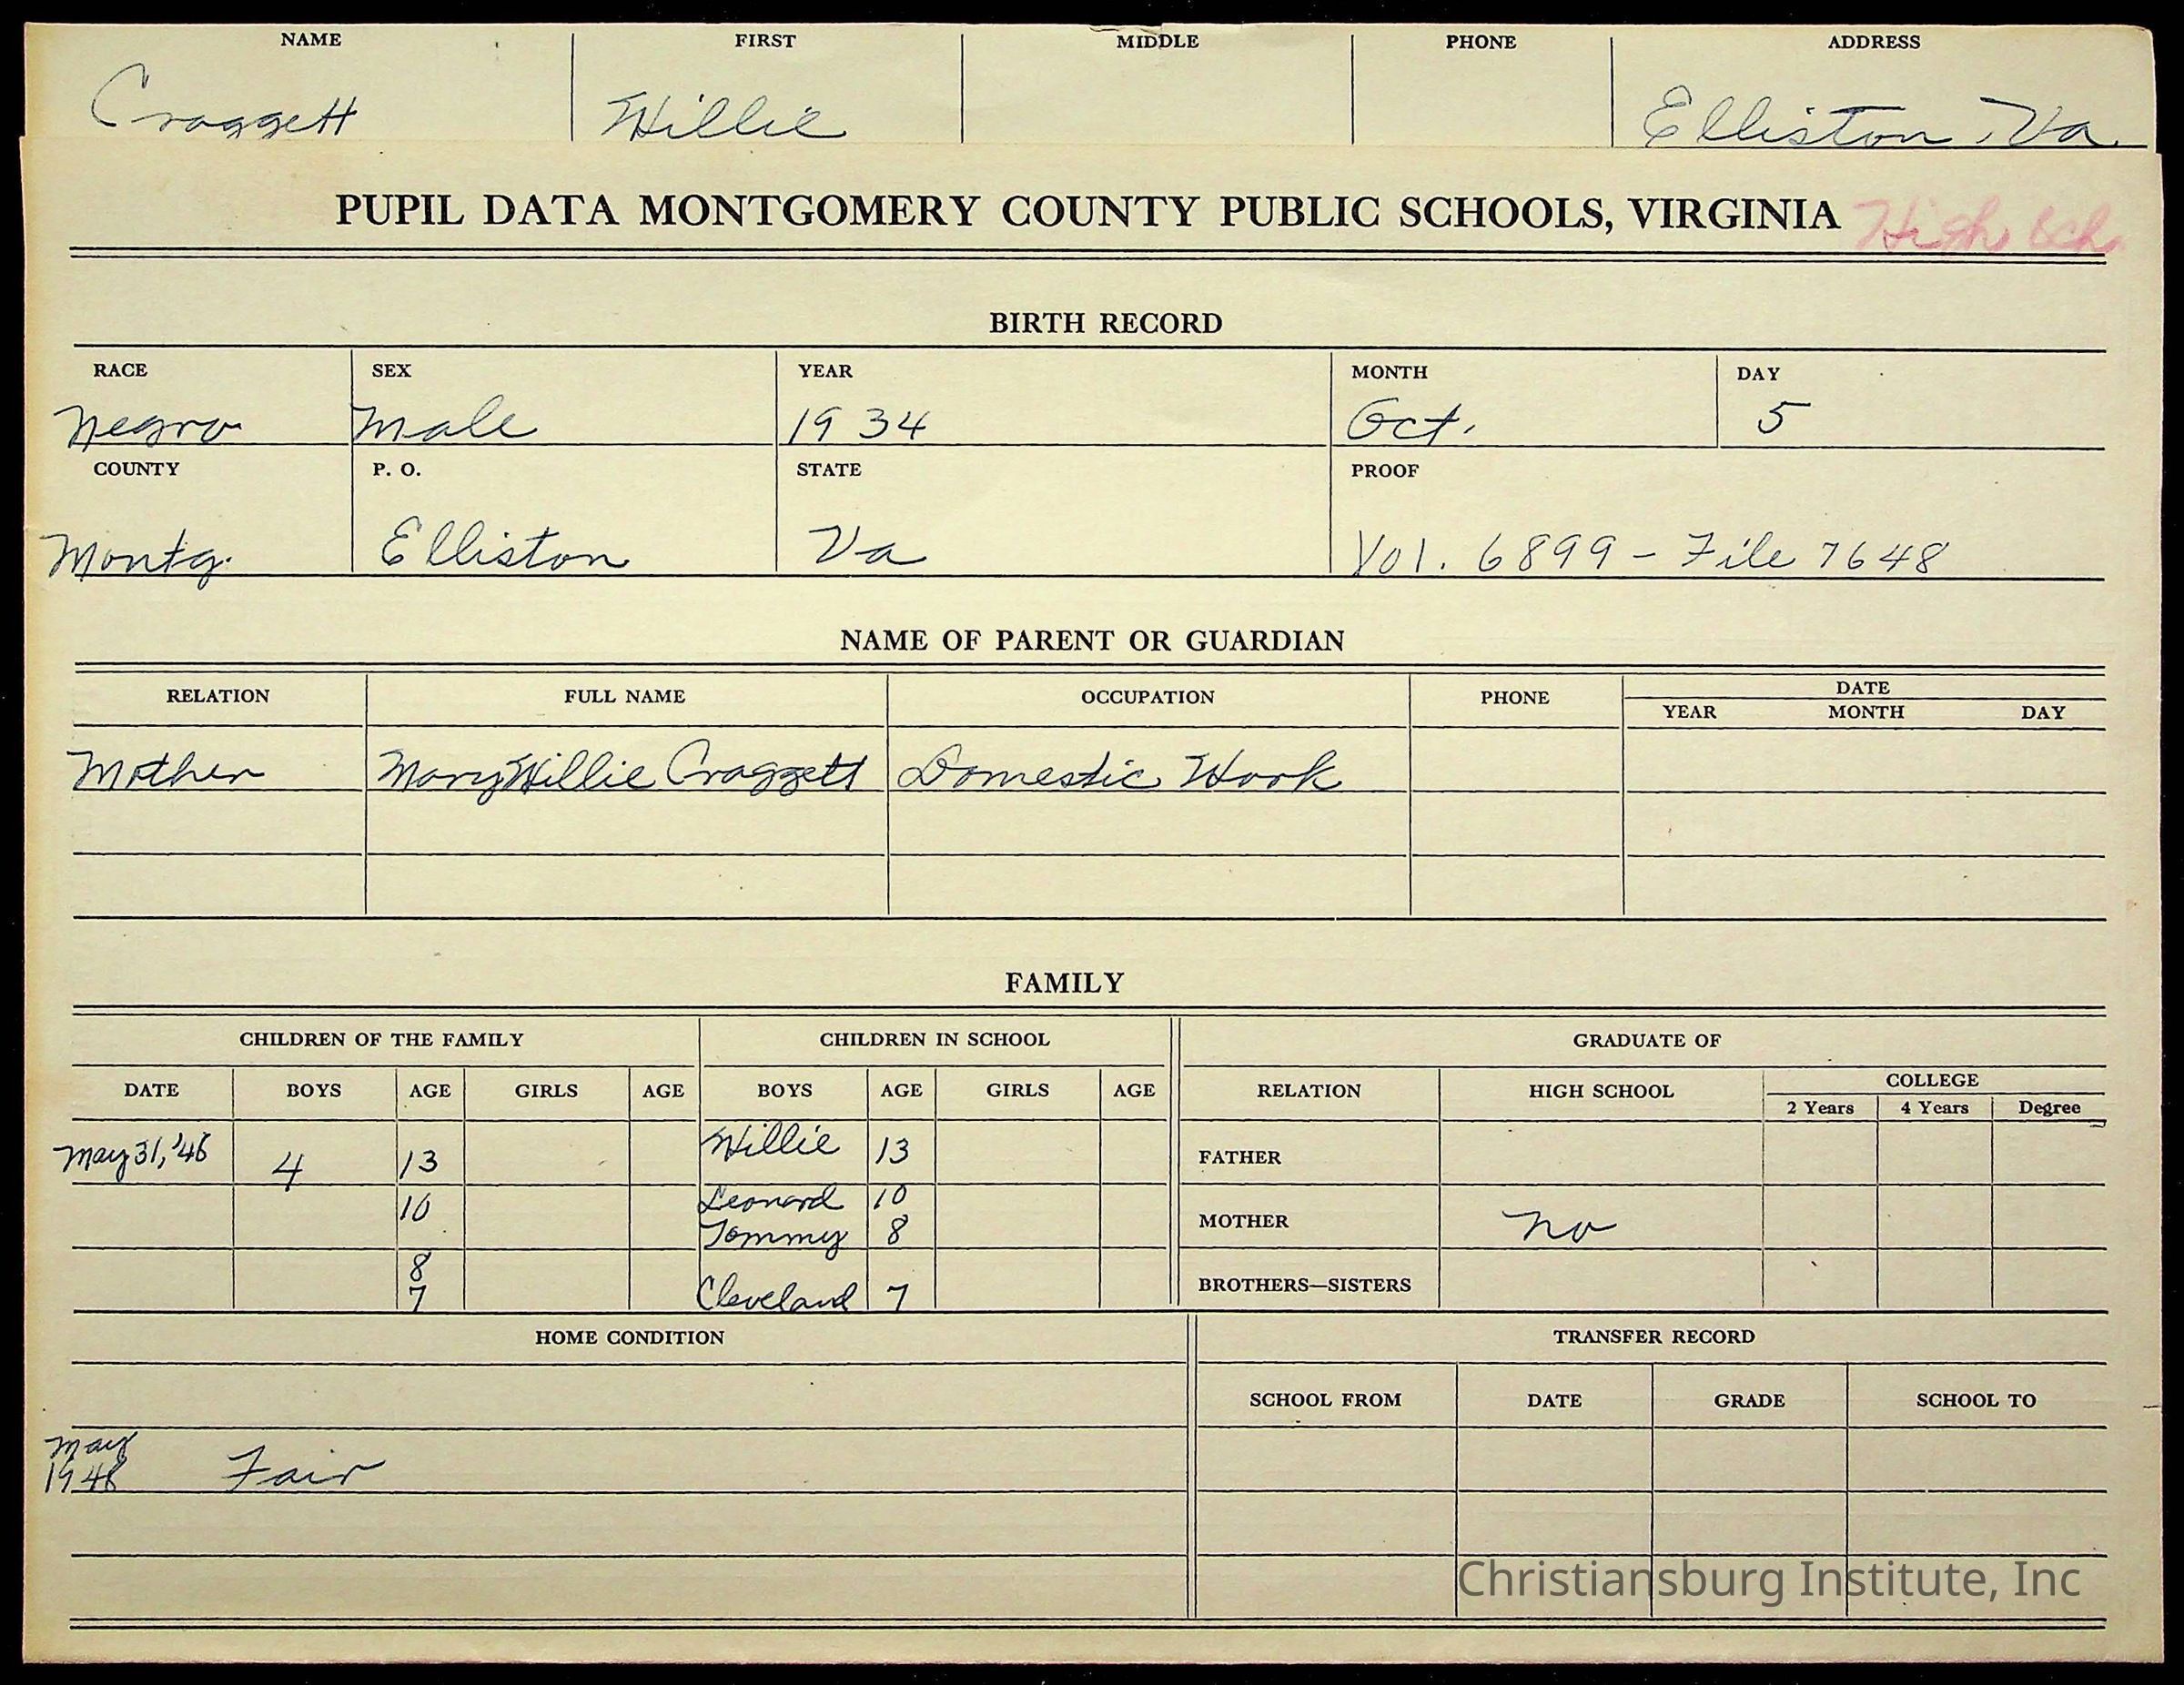 NAME FIRST MIDDLE PHONE ADDRESS
Craggett Willie Elliston, Va.
PUPIL DATA MONTGOMERY COUNTY PUBLIC SCHOOLS, VIRGINIA High Sch.
BIRTH RECORD
RACE SEX YEAR MONTH DAY
Negro Male 1934 Oct. 5
COUNTY P. O. STATE PROOF
Montg. Elliston Va Vol. 6899 - File 7648
NAME OF PARENT OR GUARDIAN
RELATION FULL NAME OCCUPATION PHONE DATE
YEAR MONTH DAY
Mother Mary Willie Craggett Domestic Work
FAMILY
CHILDREN OF THE FAMILY CHILDREN IN SCHOOL GRADUATE OF
DATE BOYS AGE GIRLS AGE BOYS AGE GIRLS AGE RELATION HIGH SCHOOL COLLEGE
2 Years 4 Years Degree
May 31, '48 4 13 Willie 13 FATHER
10 Leonard 10
Tommy 8 MOTHER no
8
7 Cleveland 7 BROTHERS—SISTERS
HOME CONDITION TRANSFER RECORD
SCHOOL FROM DATE GRADE SCHOOL TO
May
1948 Fair
Christiansburg Institute, Inc